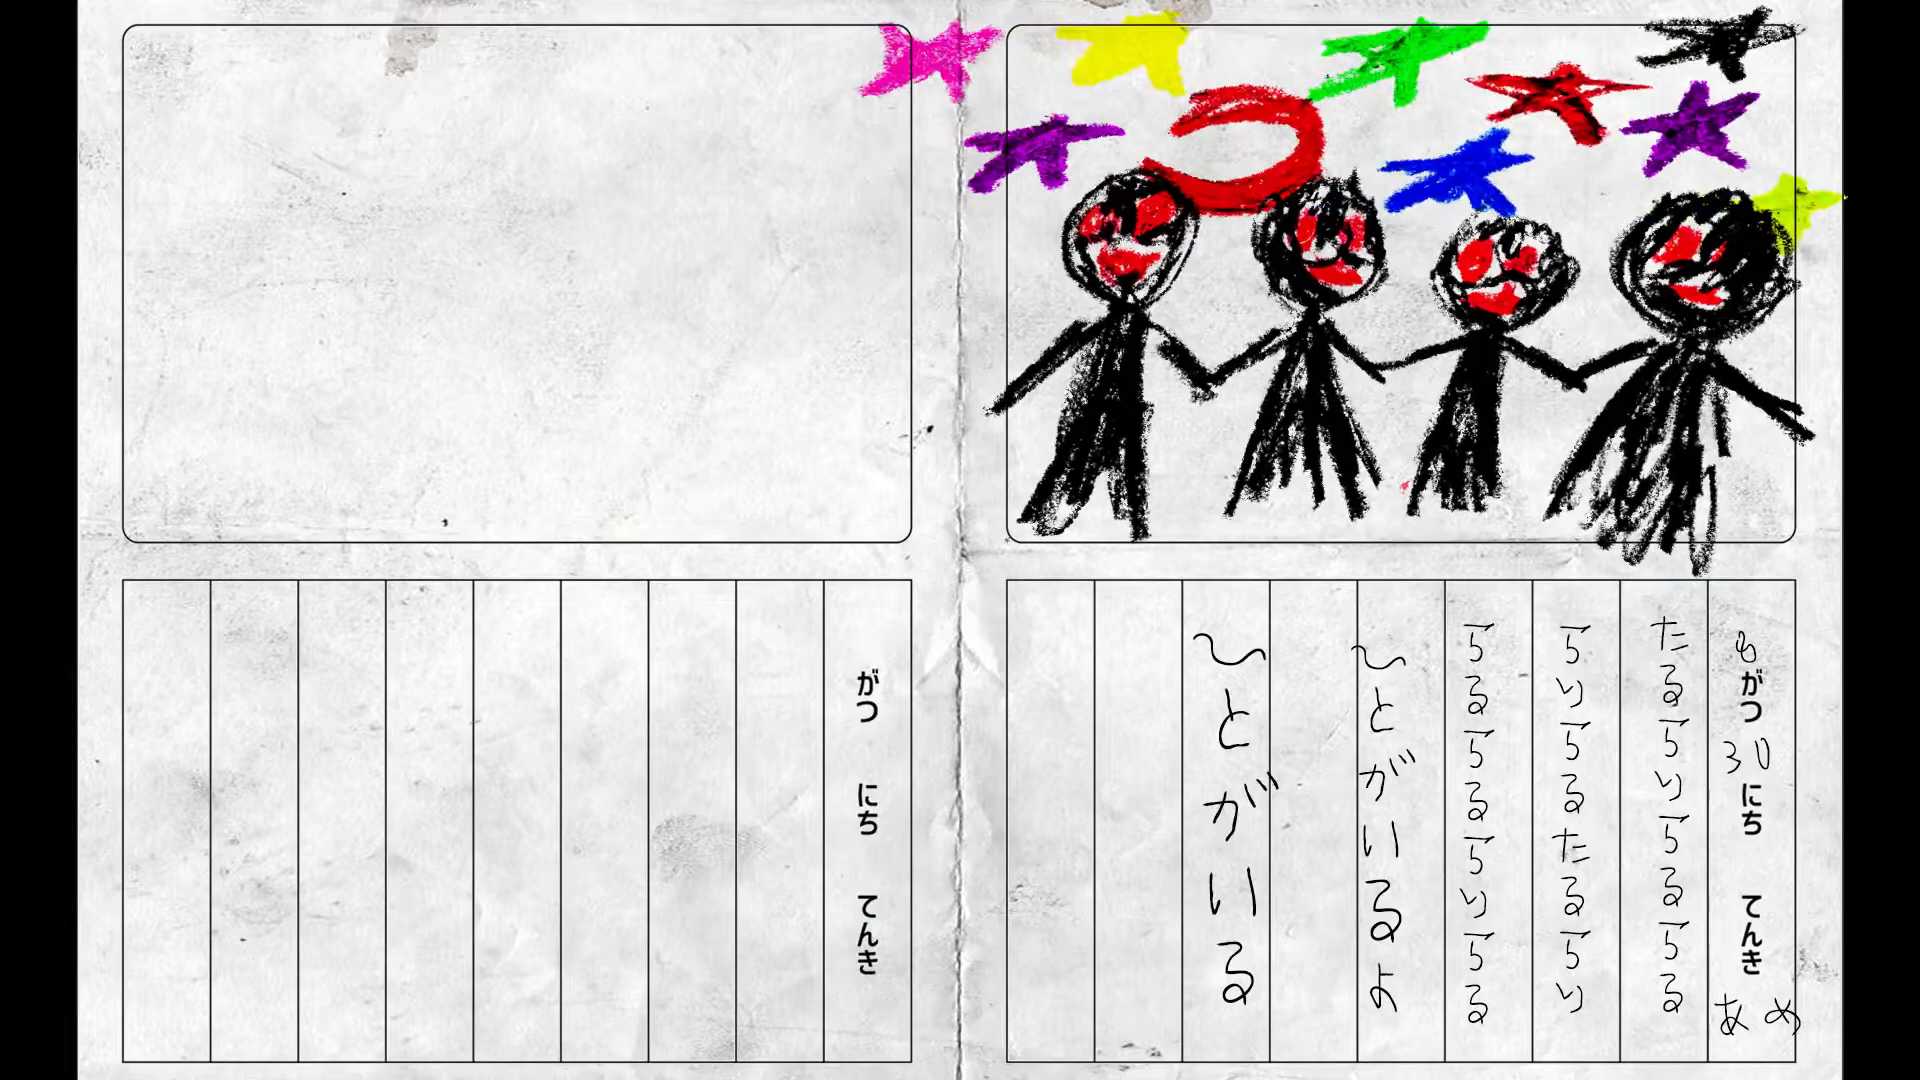 8がつ 30にち てんき あめ
たるらりらるらる
らりらるたるらり
らるらるらりらる
ひとがいるよ
ひとがいる
がつ にち てんき